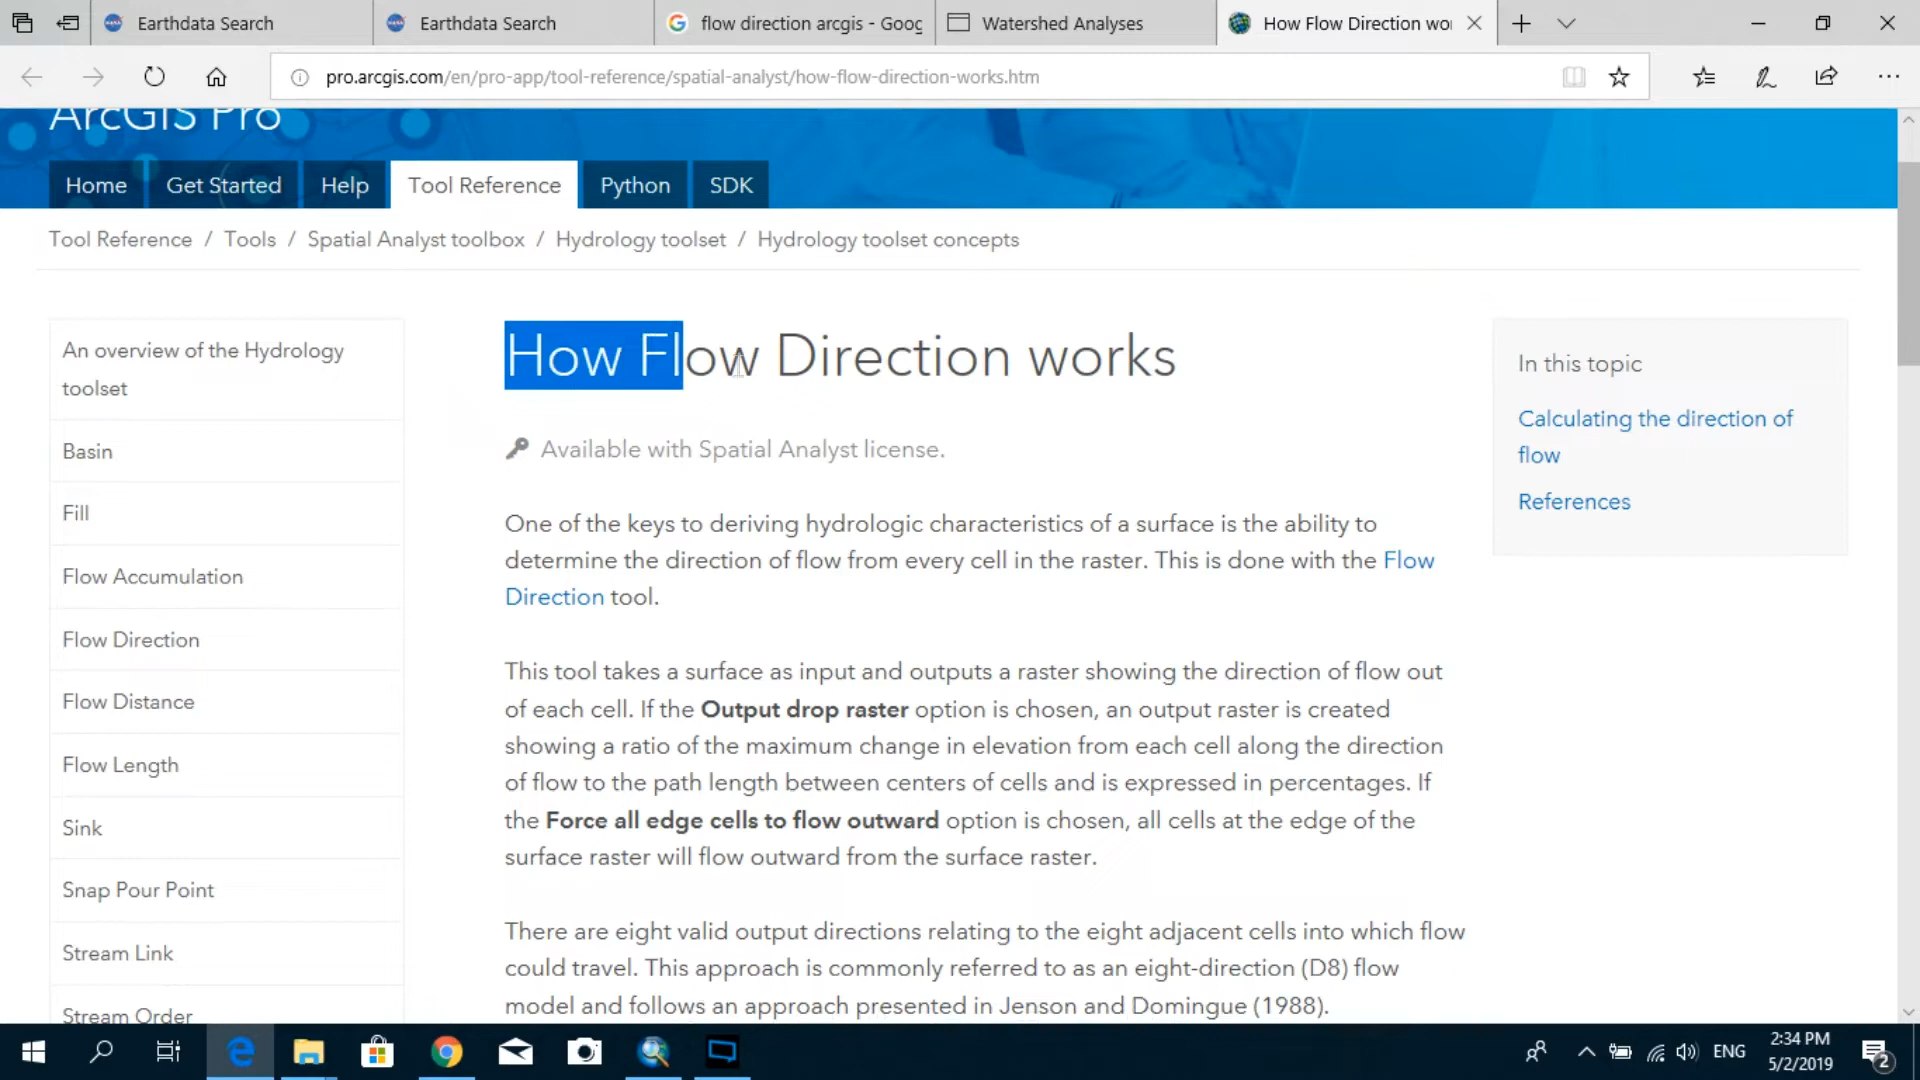 Earthdata Search
Earthdata Search
flow direction arcgis - Goog
Watershed Analyses
How Flow Direction wo
pro.arcgis.com/en/pro-app/tool-reference/spatial-analyst/how-flow-direction-works.htm
ArcGIS Pro
Home
Get Started
Help
Tool Reference
Python
SDK
Tool Reference / Tools / Spatial Analyst toolbox / Hydrology toolset / Hydrology toolset concepts
An overview of the Hydrology
toolset
Basin
Fill
Flow Accumulation
Flow Direction
Flow Distance
Flow Length
Sink
Snap Pour Point
Stream Link
Stream Order
How Flow Direction works
Available with Spatial Analyst license.
One of the keys to deriving hydrologic characteristics of a surface is the ability to
determine the direction of flow from every cell in the raster. This is done with the Flow
Direction tool.
This tool takes a surface as input and outputs a raster showing the direction of flow out
of each cell. If the Output drop raster option is chosen, an output raster is created
showing a ratio of the maximum change in elevation from each cell along the direction
of flow to the path length between centers of cells and is expressed in percentages. If
the Force all edge cells to flow outward option is chosen, all cells at the edge of the
surface raster will flow outward from the surface raster.
There are eight valid output directions relating to the eight adjacent cells into which flow
could travel. This approach is commonly referred to as an eight-direction (D8) flow
model and follows an approach presented in Jenson and Domingue (1988).
In this topic
Calculating the direction of
flow
References
ENG
2:34 PM
5/2/2019
2